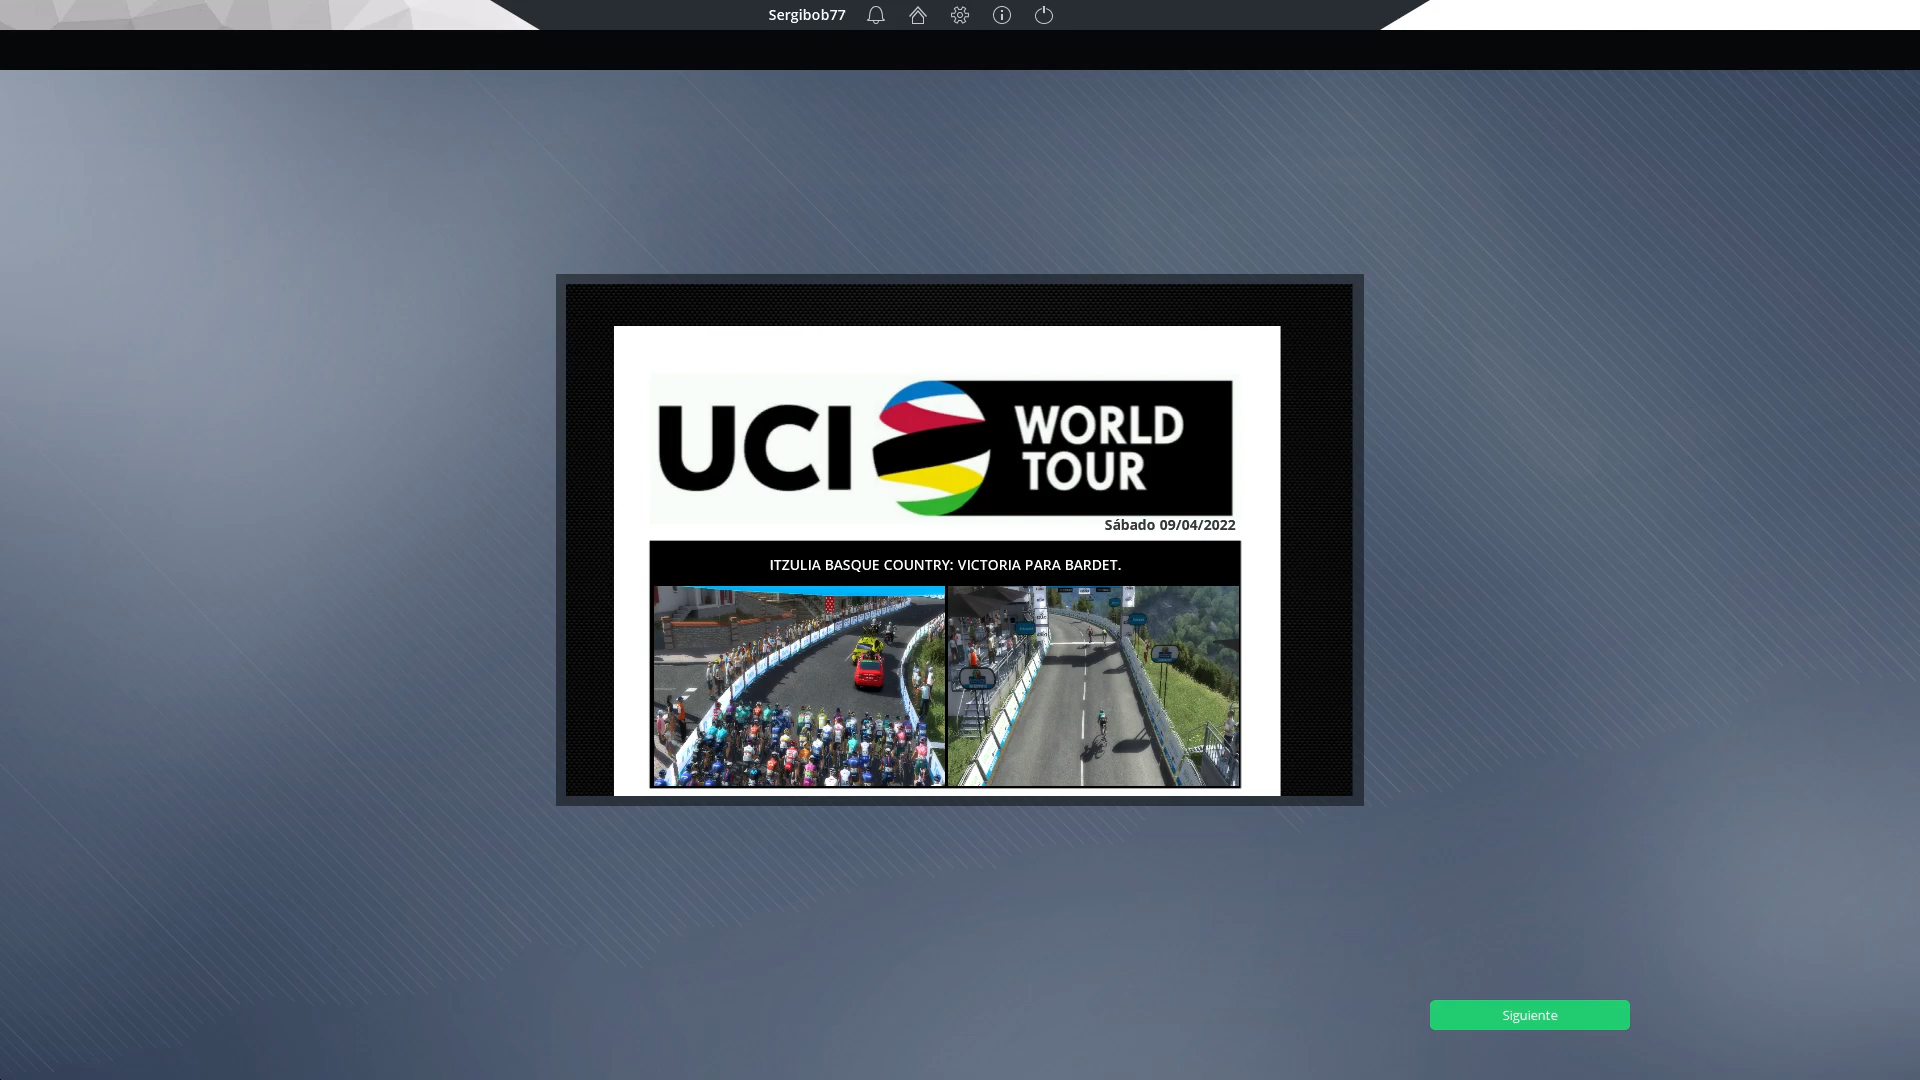 Sergibob77
UCI WORLD TOUR
Sábado 09/04/2022
ITZULIA BASQUE COUNTRY: VICTORIA PARA BARDET.
Siguiente